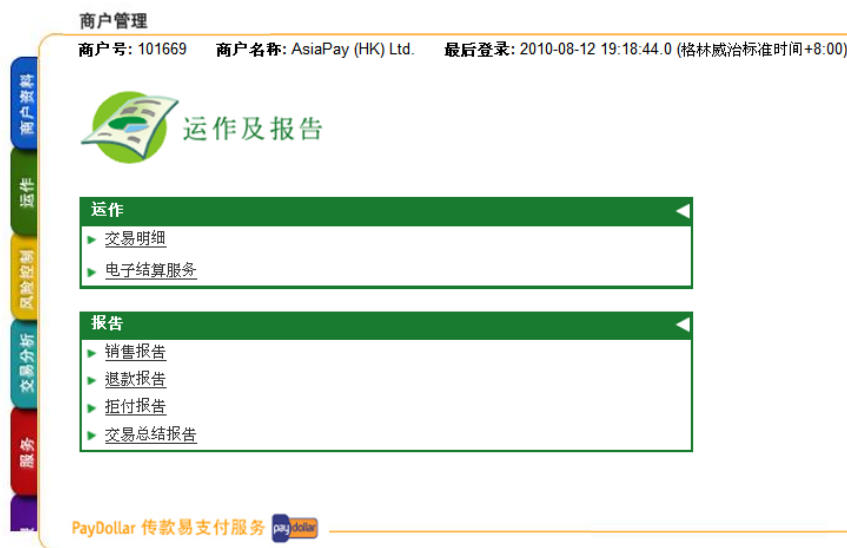 商户管理
商户号: 101669 商户名称: AsiaPay (HK) Ltd. 最后登录: 2010-08-12 19:18:44.0 (格林威治标准时间+8:00)
商户资料
运作
风险控制
交易分析
服务
运作及报告
运作
交易明细
电子结算服务
报告
销售报告
退款报告
拒付报告
交易总结报告
PayDollar 传款易支付服务 paydollar